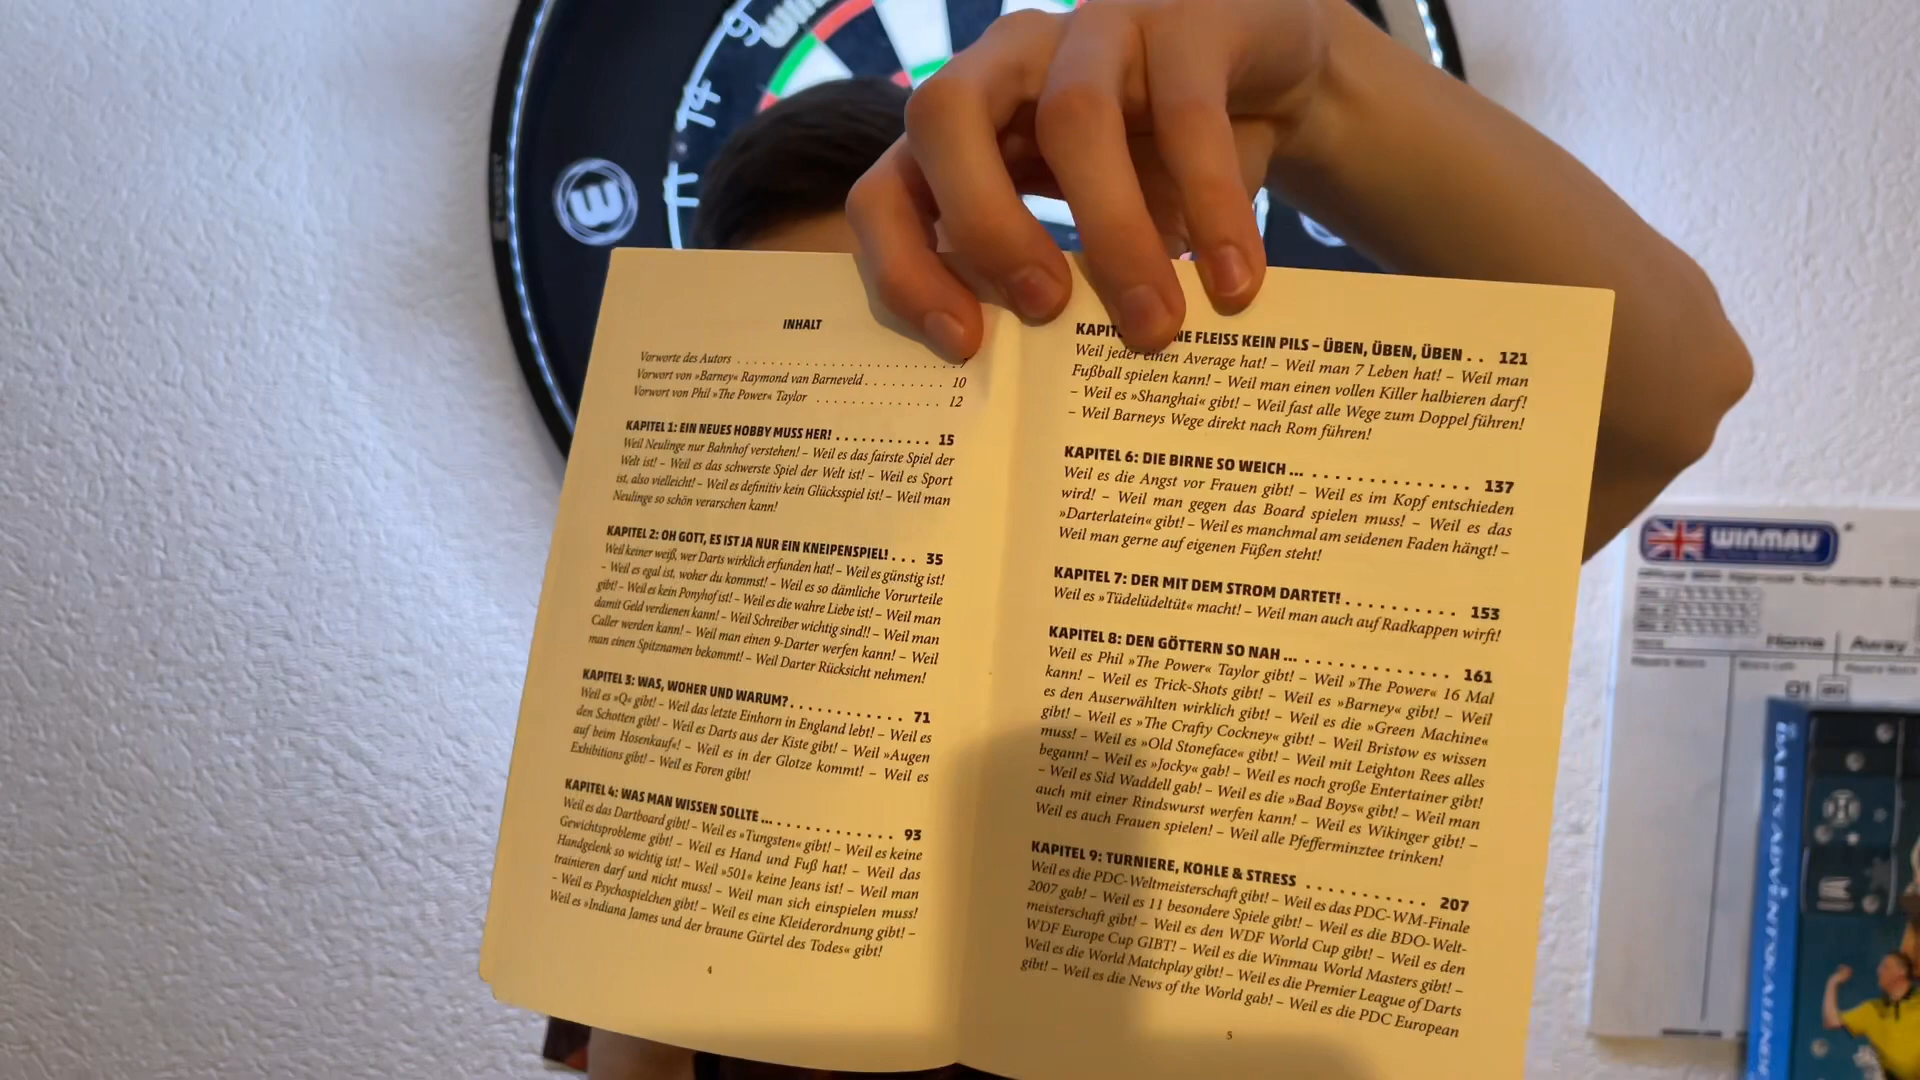 INHALT
Vorworte des Autors . . . . . . . . . . . . . . . . . . . . . . . . . . . . 7
Vorwort von »Barney« Raymond van Barneveld . . . . . . . . . 10
Vorwort von Phil »The Power« Taylor . . . . . . . . . . . . . . . . 12
KAPITEL 1: EIN NEUES HOBBY MUSS HER! . . . . . . . . . . . 15
Weil Neulinge nur Bahnhof verstehen! – Weil es das fairste Spiel der
Welt ist! – Weil es das schwerste Spiel der Welt ist! – Weil es Sport
ist, also vielleicht! – Weil es definitiv kein Glücksspiel ist! – Weil man
Neulinge so schön verarschen kann!
KAPITEL 2: OH GOTT, ES IST JA NUR EIN KNEIPENSPIEL! . . . 35
Weil keiner weiß, wer Darts wirklich erfunden hat! – Weil es günstig ist!
– Weil es egal ist, woher du kommst! – Weil es so dämliche Vorurteile
gibt! – Weil es kein Ponyhof ist! – Weil es die wahre Liebe ist! – Weil man
damit Geld verdienen kann! – Weil Schreiber wichtig sind!! – Weil man
Caller werden kann! – Weil man einen 9-Darter werfen kann! – Weil
man einen Spitznamen bekommt! – Weil Darter Rücksicht nehmen!
KAPITEL 3: WAS, WOHER UND WARUM? . . . . . . . . . . . . 71
Weil es »Q« gibt! – Weil das letzte Einhorn in England lebt! – Weil es
den Schotten gibt! – Weil es Darts aus der Kiste gibt! – Weil »Augen
auf beim Hosenkauf«! – Weil es in der Glotze kommt! – Weil es
Exhibitions gibt! – Weil es Foren gibt!
KAPITEL 4: WAS MAN WISSEN SOLLTE ... . . . . . . . . . . . . 93
Weil es das Dartboard gibt! – Weil es »Tungsten« gibt! – Weil es keine
Gewichtsprobleme gibt! – Weil es Hand und Fuß hat! – Weil das
Handgelenk so wichtig ist! – Weil »501« keine Jeans ist! – Weil man
trainieren darf und nicht muss! – Weil man sich einspielen muss!
– Weil es Psychospielchen gibt! – Weil es eine Kleiderordnung gibt! –
Weil es »Indiana James und der braune Gürtel des Todes« gibt!
4
FLEISS KEIN PILS – ÜBEN, ÜBEN, ÜBEN . . 121
Weil jeder einen Average hat! – Weil man 7 Leben hat! – Weil man
Fußball spielen kann! – Weil man einen vollen Killer halbieren darf!
– Weil es »Shanghai« gibt! – Weil fast alle Wege zum Doppel führen!
– Weil Barneys Wege direkt nach Rom führen!
KAPITEL 6: DIE BIRNE SO WEICH ... . . . . . . . . . . . . . . 137
Weil es die Angst vor Frauen gibt! – Weil es im Kopf entschieden
wird! – Weil man gegen das Board spielen muss! – Weil es das
»Darterlatein« gibt! – Weil es manchmal am seidenen Faden hängt! –
Weil man gerne auf eigenen Füßen steht!
KAPITEL 7: DER MIT DEM STROM DARTET! . . . . . . . . . . 153
Weil es »Tüdelüdeltüt« macht! – Weil man auch auf Radkappen wirft!
KAPITEL 8: DEN GÖTTERN SO NAH ... . . . . . . . . . . . . . . 161
Weil es Phil »The Power« Taylor gibt! – Weil »The Power« 16 Mal
kann! – Weil es Trick-Shots gibt! – Weil es »Barney« gibt! – Weil
es den Auserwählten wirklich gibt! – Weil es die »Green Machine«
gibt! – Weil es »The Crafty Cockney« gibt! – Weil Bristow es wissen
muss! – Weil es »Old Stoneface« gibt! – Weil mit Leighton Rees alles
begann! – Weil es »Jocky« gab! – Weil es noch große Entertainer gibt!
– Weil es Sid Waddell gab! – Weil es die »Bad Boys« gibt! – Weil man
auch mit einer Rindswurst werfen kann! – Weil es Wikinger gibt! –
Weil es auch Frauen spielen! – Weil alle Pfefferminztee trinken!
KAPITEL 9: TURNIERE, KOHLE & STRESS . . . . . . . . . . . 207
Weil es die PDC-Weltmeisterschaft gibt! – Weil es das PDC-WM-Finale
2007 gab! – Weil es 11 besondere Spiele gibt! – Weil es die BDO-Welt-
meisterschaft gibt! – Weil es den WDF World Cup gibt! – Weil es den
WDF Europe Cup GIBT! – Weil es die Winmau World Masters gibt! –
Weil es die World Matchplay gibt! – Weil es die Premier League of Darts
gibt! – Weil es die News of the World gab! – Weil es die PDC European
5
9
14
11
WINMAU
Home Away
DARTS ADVENTKALENDER